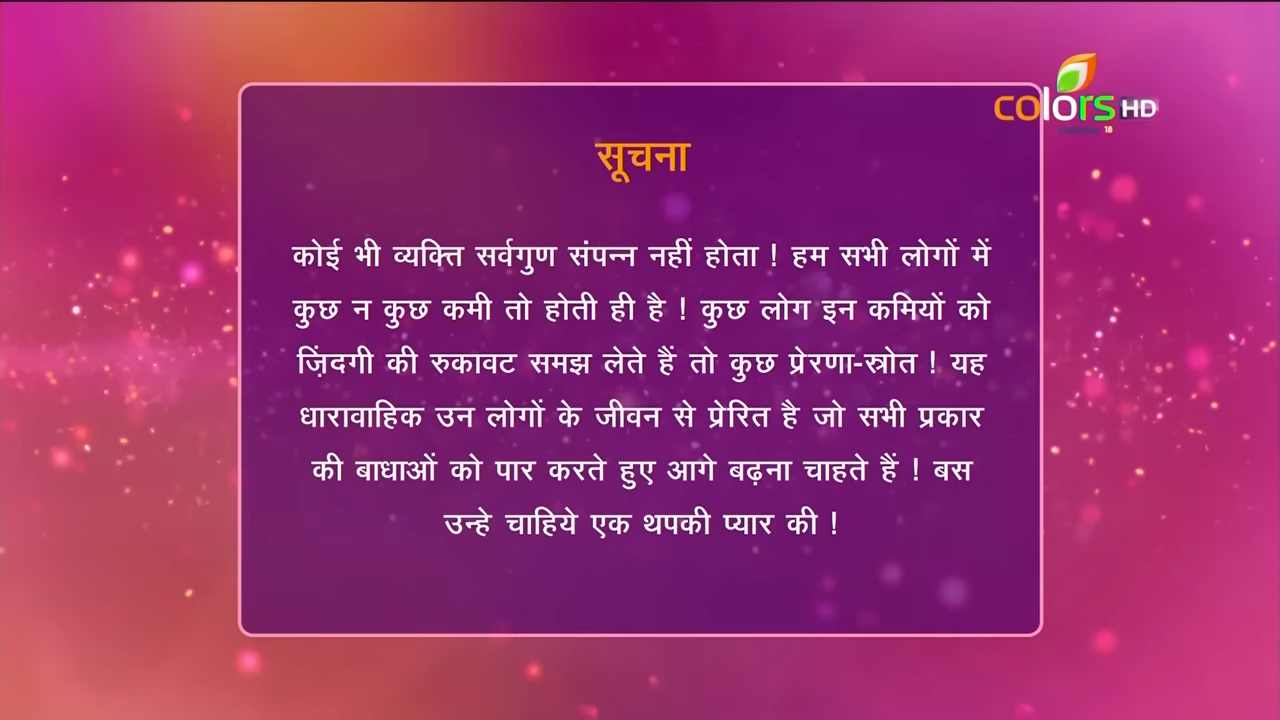 colors HD
18
सूचना
कोई भी व्यक्ति सर्वगुण संपन्न नहीं होता ! हम सभी लोगों में
कुछ न कुछ कमी तो होती ही है ! कुछ लोग इन कमियों को
ज़िंदगी की रुकावट समझ लेते हैं तो कुछ प्रेरणा-स्रोत ! यह
धारावाहिक उन लोगों के जीवन से प्रेरित है जो सभी प्रकार
की बाधाओं को पार करते हुए आगे बढ़ना चाहते हैं ! बस
उन्हे चाहिये एक थपकी प्यार की !